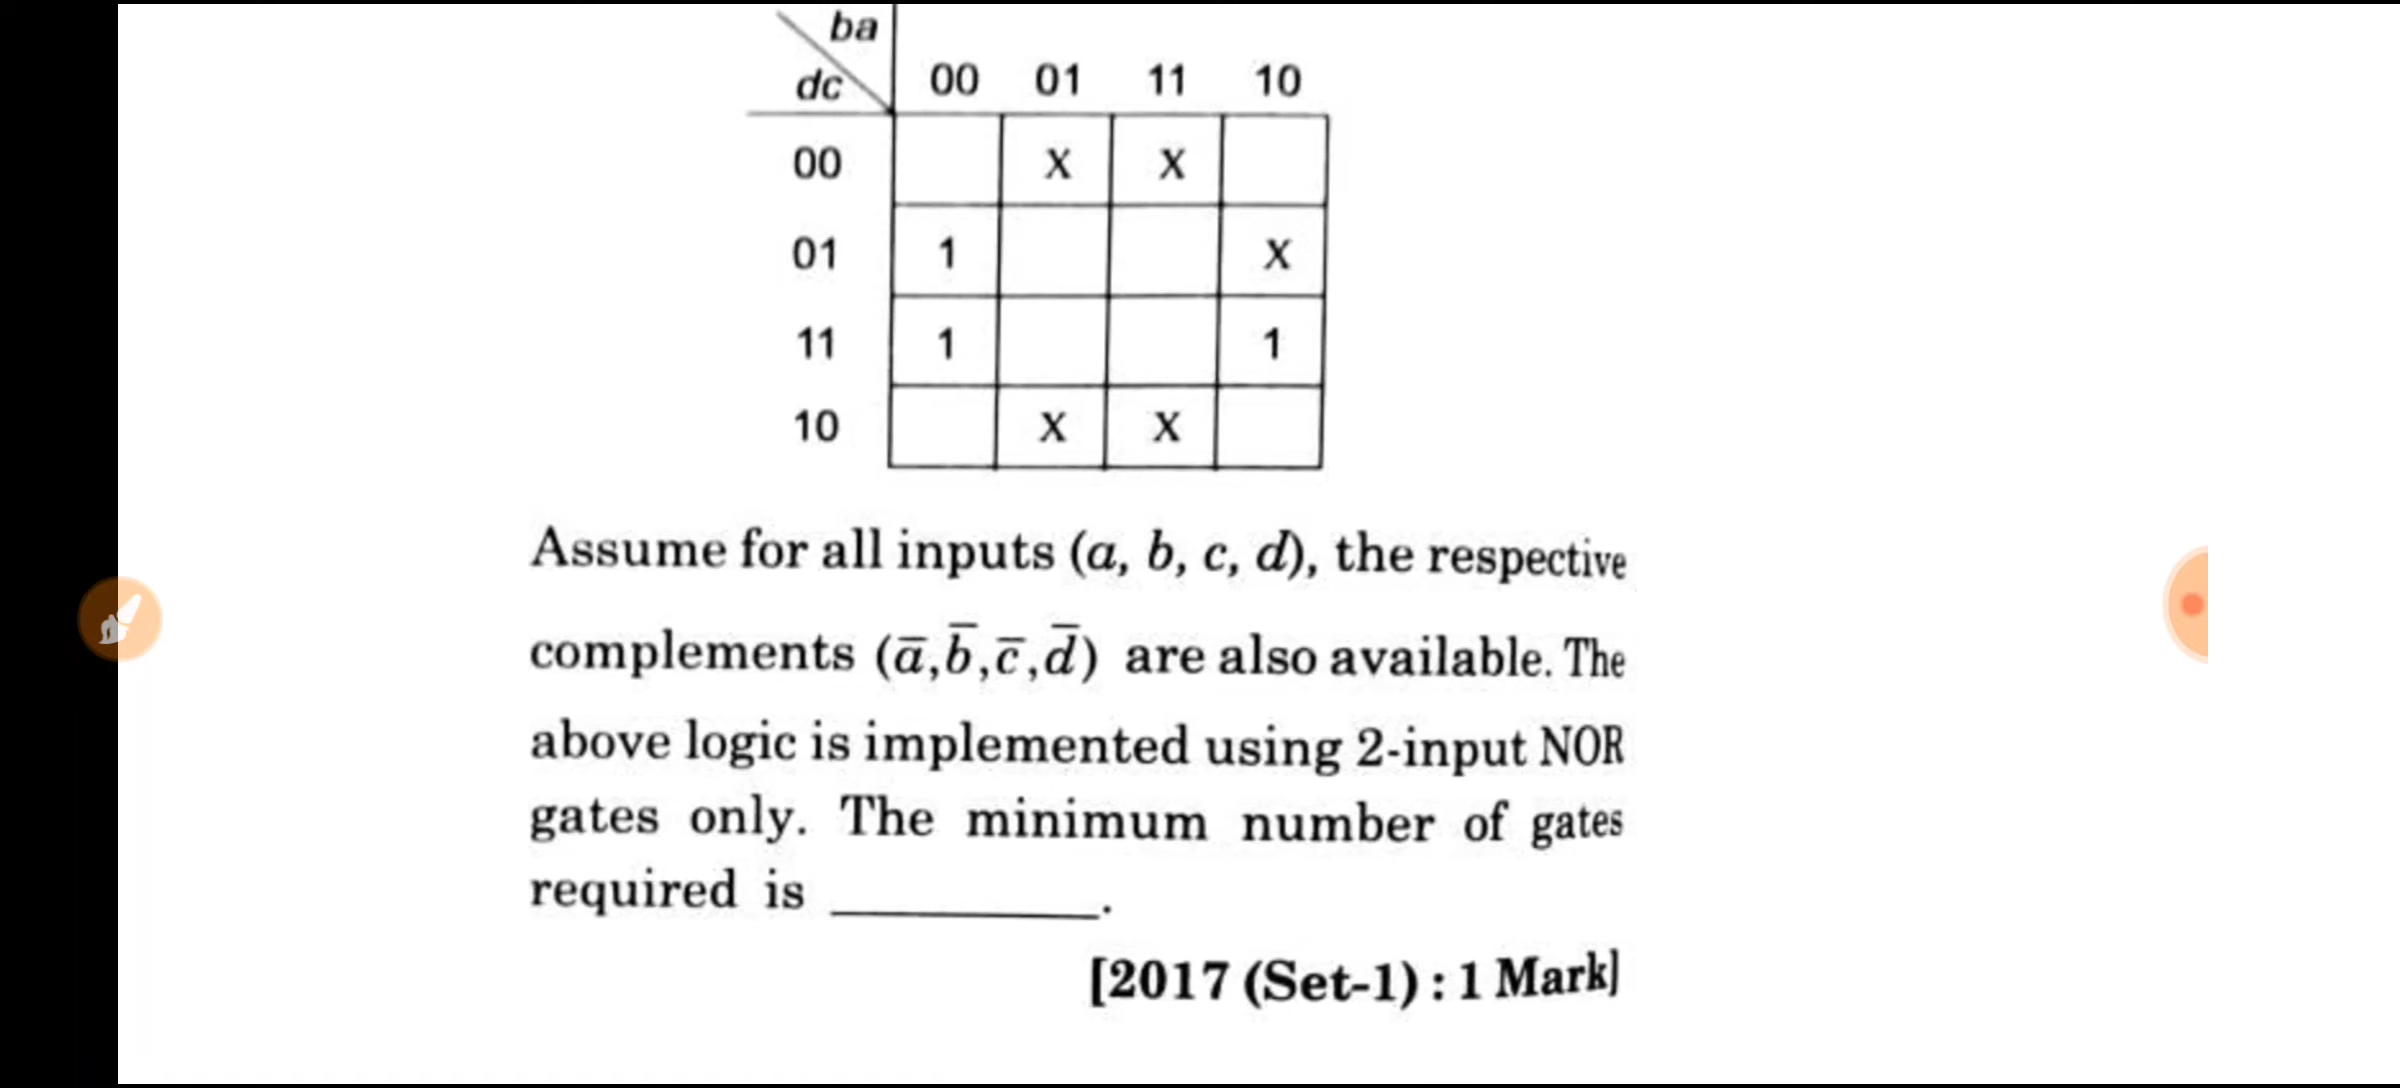 ba
dc 00 01 11 10
00 X X
01 1 X
11 1 1
10 X X
Assume for all inputs (a, b, c, d), the respective
complements (a̅,b̅,c̅,d̅) are also available. The
above logic is implemented using 2-input NOR
gates only. The minimum number of gates
required is ________.
[2017 (Set-1) : 1 Mark]